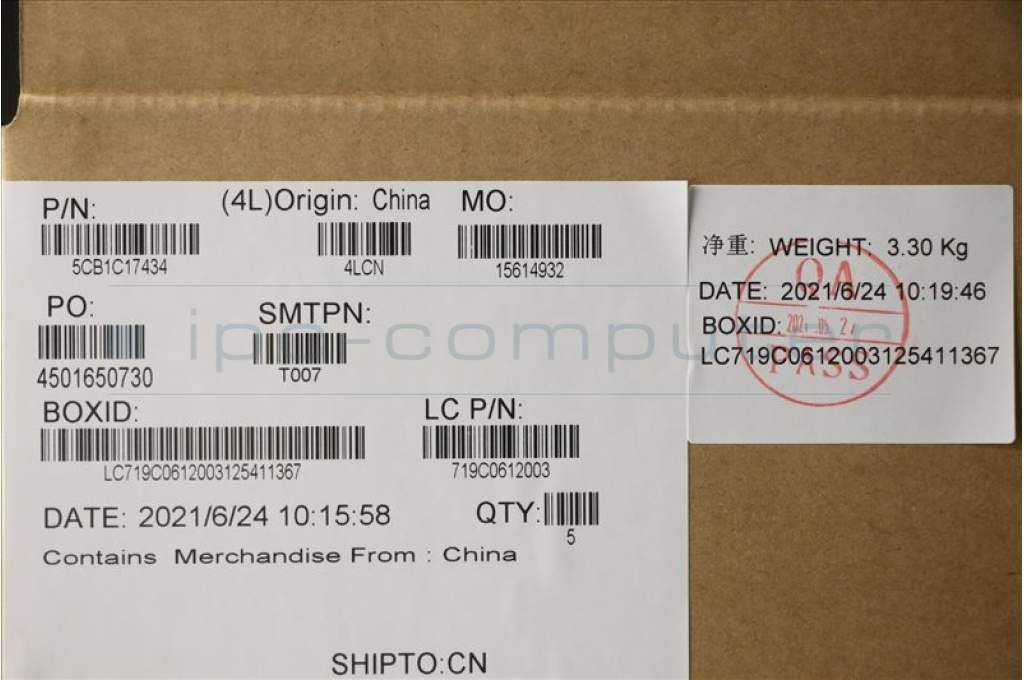 P/N:
5CB1C17434
(4L)Origin: China
4LCN
MO:
15614932
PO:
4501650730
SMTPN:
T007
BOXID:
LC719C0612003125411367
LC P/N:
719C0612003
DATE: 2021/6/24 10:15:58
QTY:
5
Contains Merchandise From : China
SHIPTO:CN
净重: WEIGHT: 3.30 Kg
DATE: 2021/6/24 10:19:46
BOXID:
LC719C0612003125411367
QA
PASS
ipc-computer